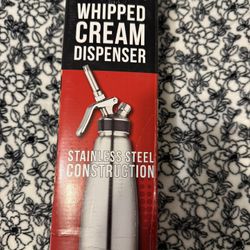 WHIPPED
CREAM
DISPENSER
STAINLESS STEEL
CONSTRUCTION